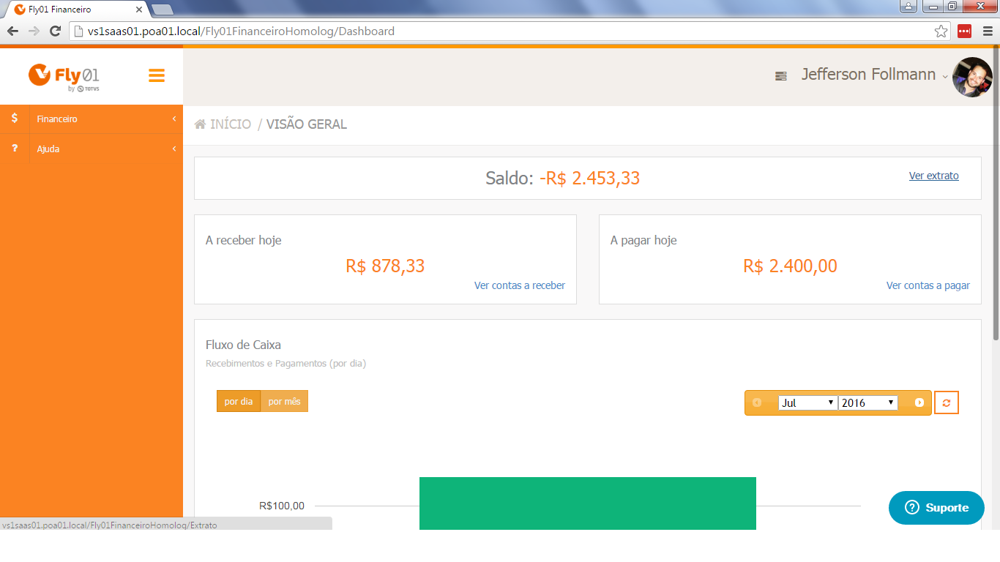 Fly01 Financeiro
vs1saas01.poa01.local/Fly01FinanceiroHomolog/Dashboard
Fly01
by TOTVS
Jefferson Follmann
$ Financeiro
? Ajuda
INÍCIO / VISÃO GERAL
Saldo: -R$ 2.453,33
Ver extrato
A receber hoje
R$ 878,33
Ver contas a receber
A pagar hoje
R$ 2.400,00
Ver contas a pagar
Fluxo de Caixa
Recebimentos e Pagamentos (por dia)
por dia por mês
Jul 2016
R$100,00
? Suporte
vs1saas01.poa01.local/Fly01FinanceiroHomolog/Extrato